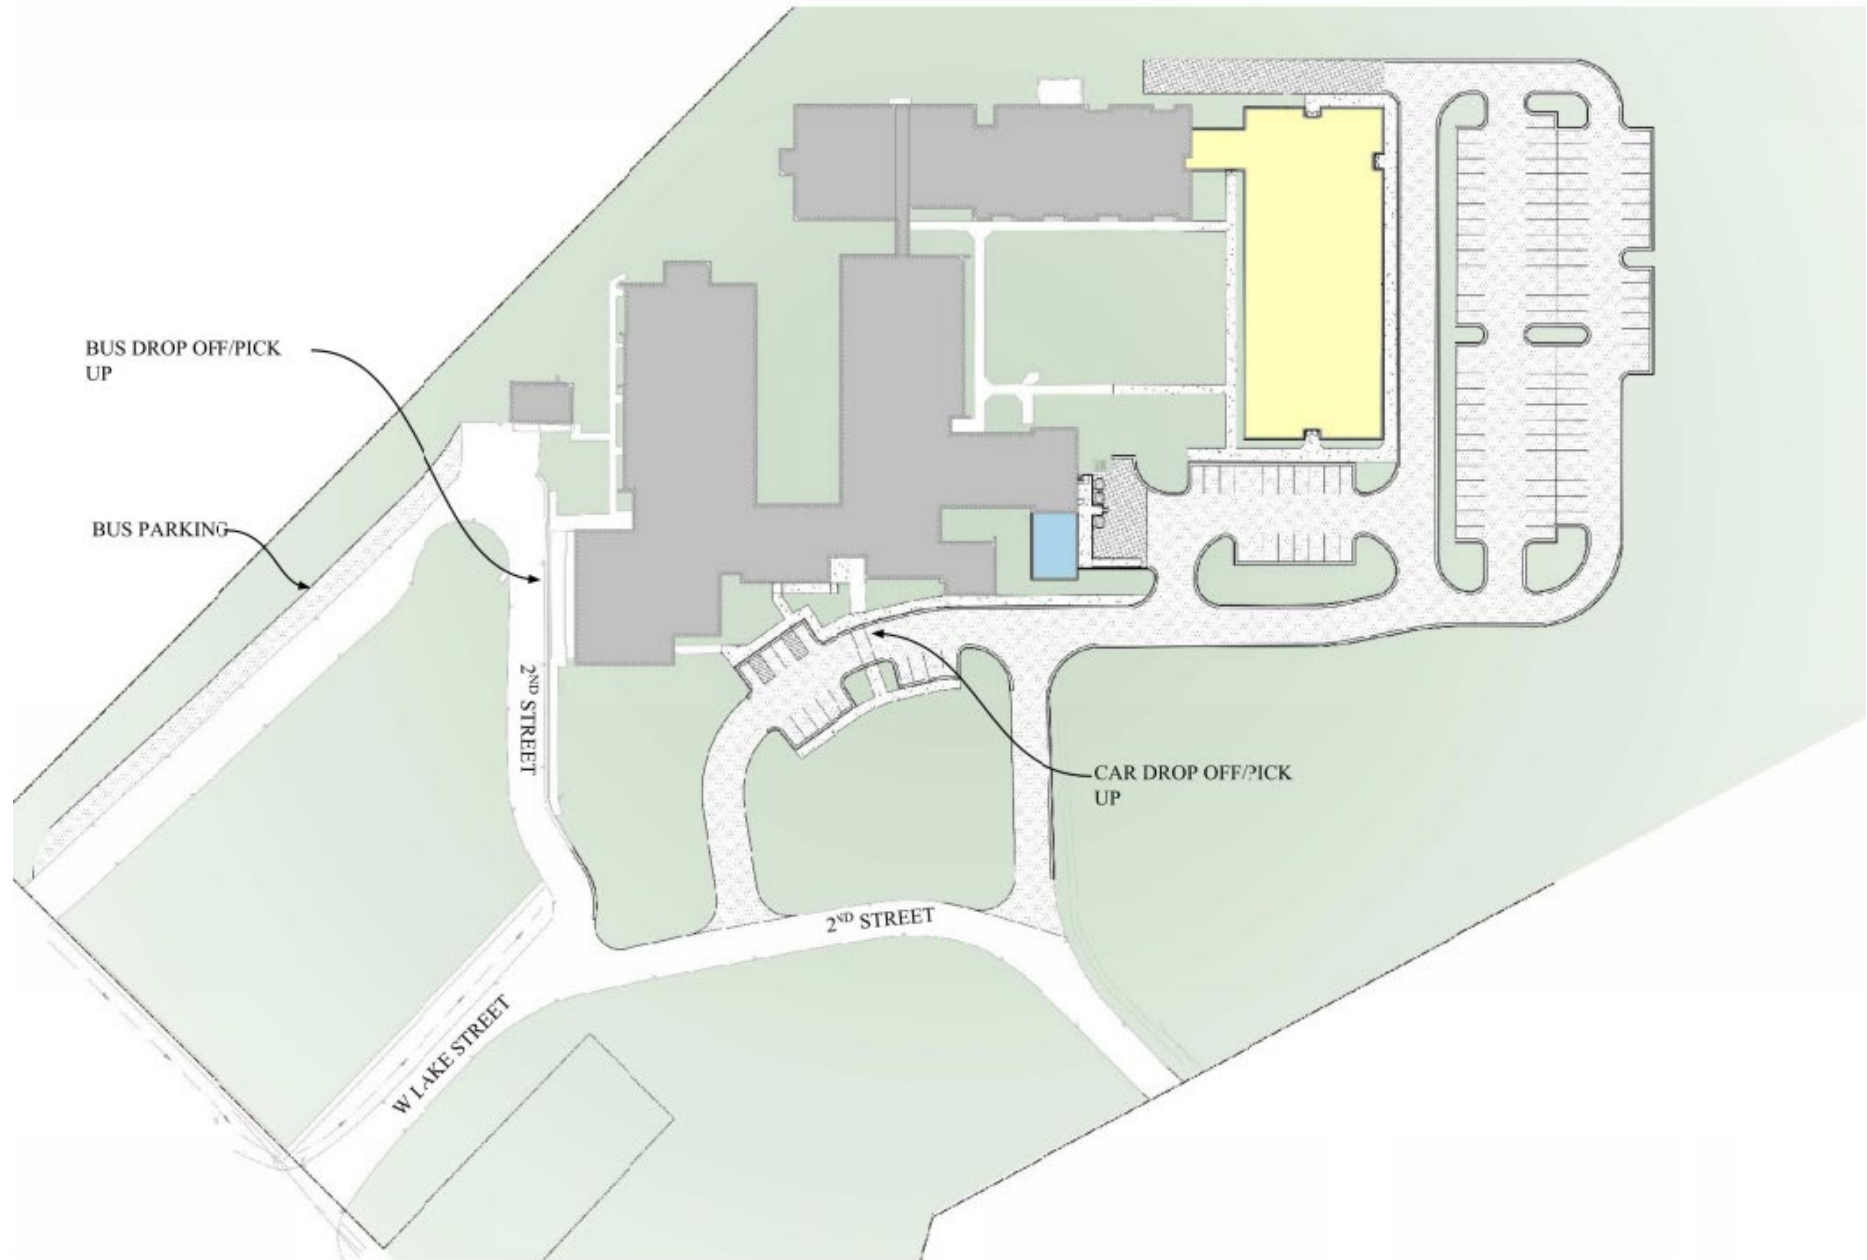 BUS DROP OFF/PICK
UP
BUS PARKING
2ND STREET
CAR DROP OFF/PICK
UP
2ND STREET
W LAKE STREET